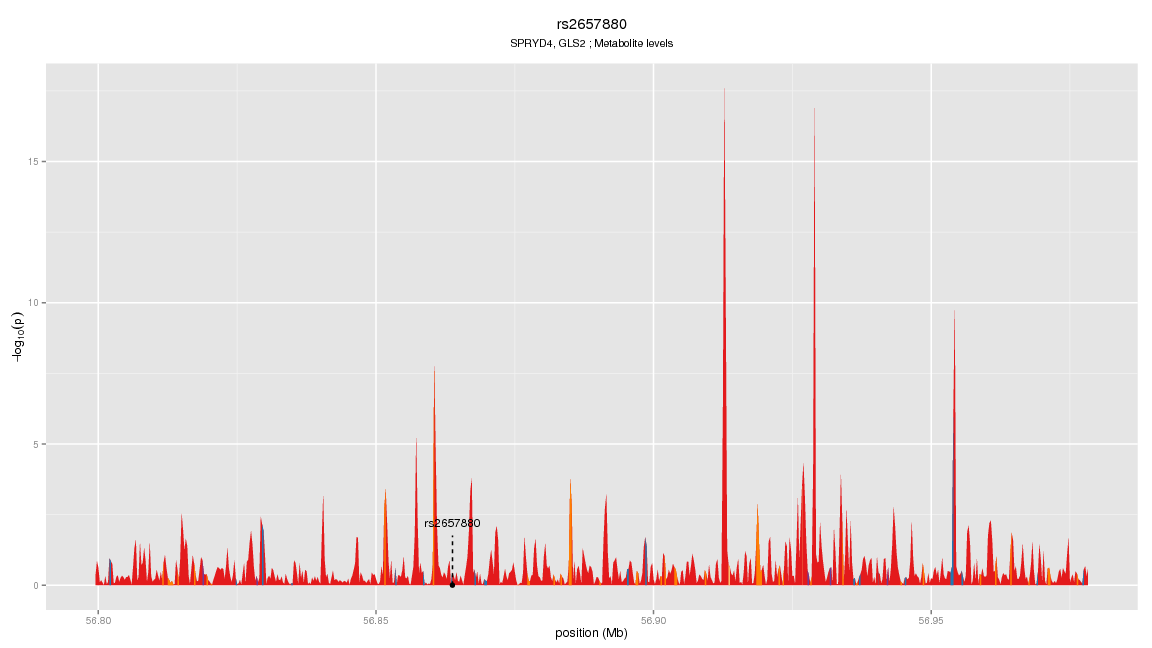 rs2657880
SPRYD4, GLS2 ; Metabolite levels
−log10(p)
15
10
5
0
rs2657880
56.80
56.85
56.90
56.95
position (Mb)